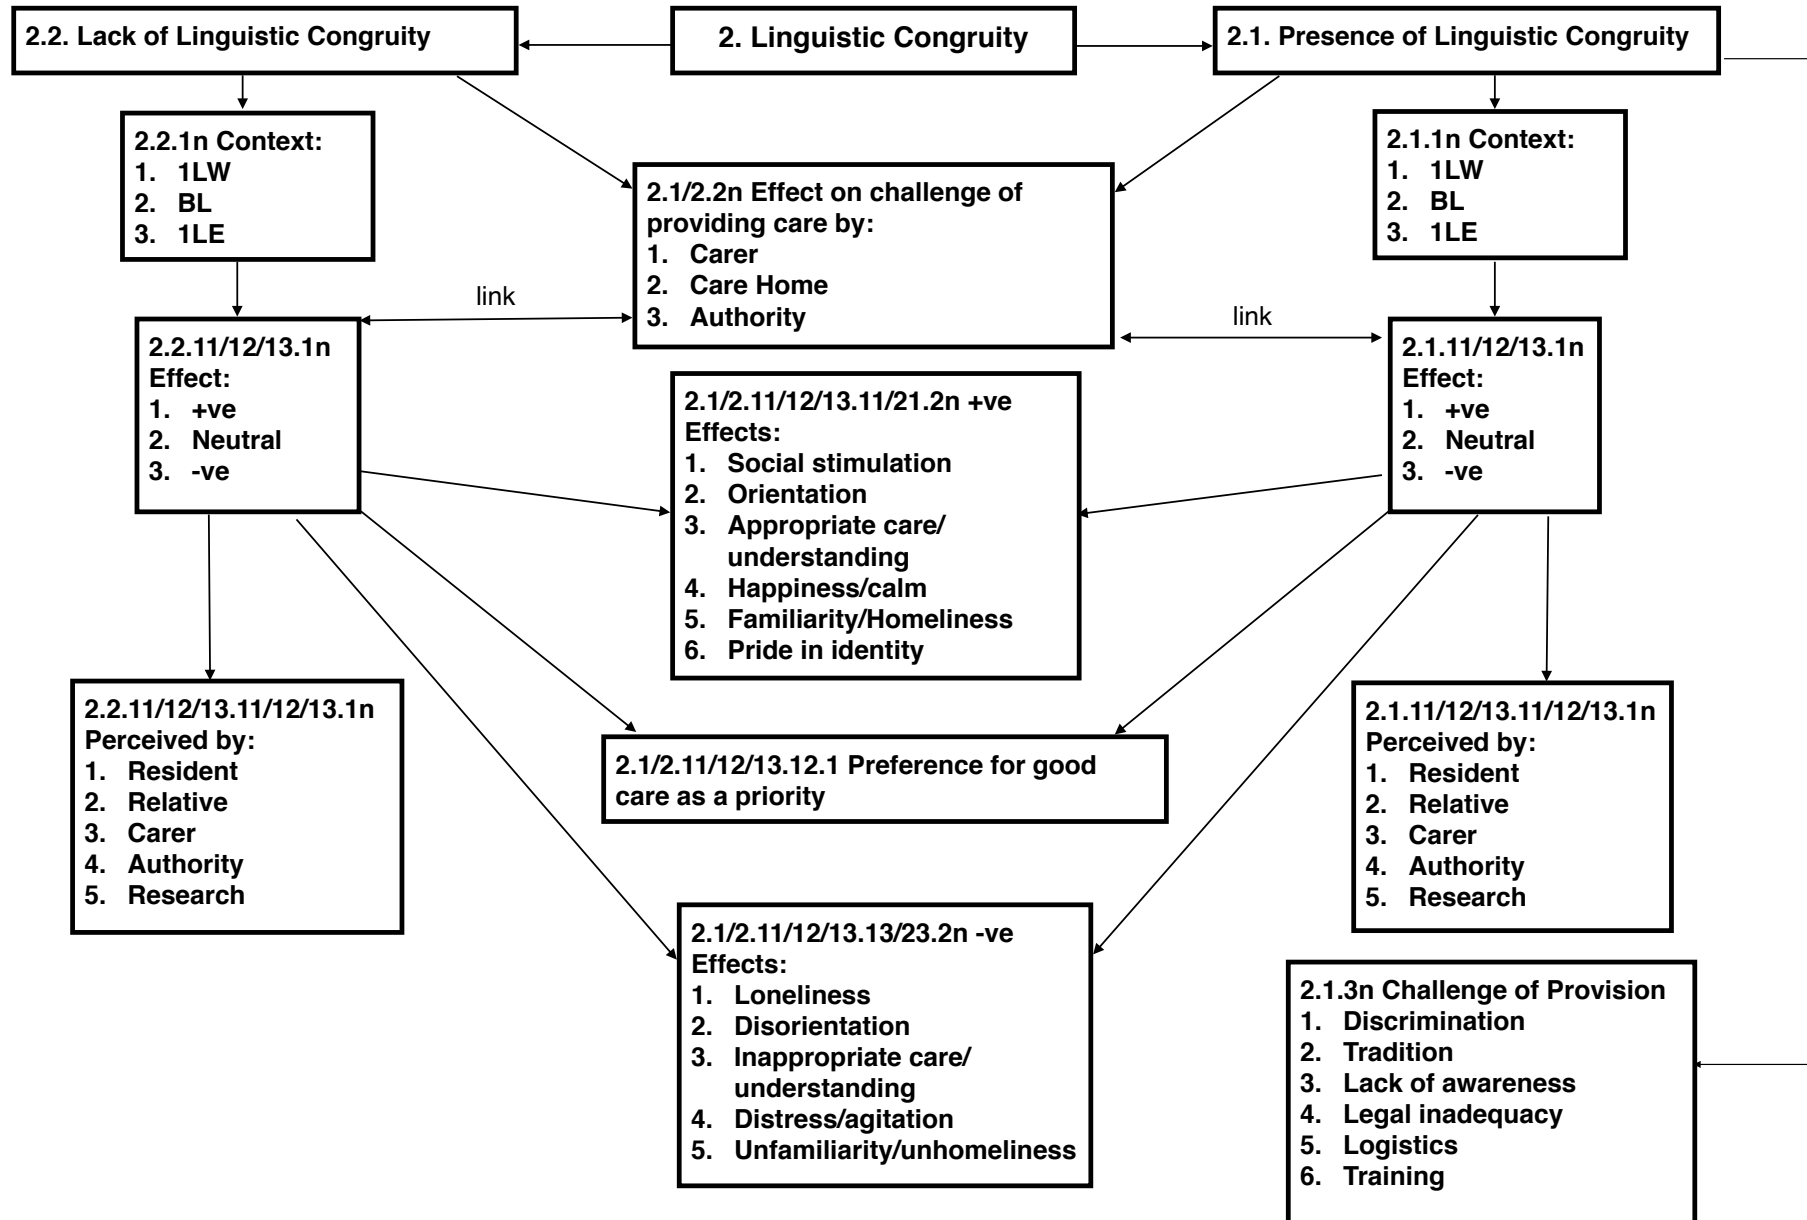 2.2. Lack of Linguistic Congruity
2. Linguistic Congruity
2.1. Presence of Linguistic Congruity
2.2.1n Context:
1. 1LW
2. BL
3. 1LE
2.1/2.2n Effect on challenge of
providing care by:
1. Carer
2. Care Home
3. Authority
2.1.1n Context:
1. 1LW
2. BL
3. 1LE
link
link
2.2.11/12/13.1n
Effect:
1. +ve
2. Neutral
3. -ve
2.1/2.11/12/13.11/21.2n +ve
Effects:
1. Social stimulation
2. Orientation
3. Appropriate care/
understanding
4. Happiness/calm
5. Familiarity/Homeliness
6. Pride in identity
2.1.11/12/13.1n
Effect:
1. +ve
2. Neutral
3. -ve
2.2.11/12/13.11/12/13.1n
Perceived by:
1. Resident
2. Relative
3. Carer
4. Authority
5. Research
2.1/2.11/12/13.12.1 Preference for good
care as a priority
2.1.11/12/13.11/12/13.1n
Perceived by:
1. Resident
2. Relative
3. Carer
4. Authority
5. Research
2.1/2.11/12/13.13/23.2n -ve
Effects:
1. Loneliness
2. Disorientation
3. Inappropriate care/
understanding
4. Distress/agitation
5. Unfamiliarity/unhomeliness
2.1.3n Challenge of Provision
1. Discrimination
2. Tradition
3. Lack of awareness
4. Legal inadequacy
5. Logistics
6. Training